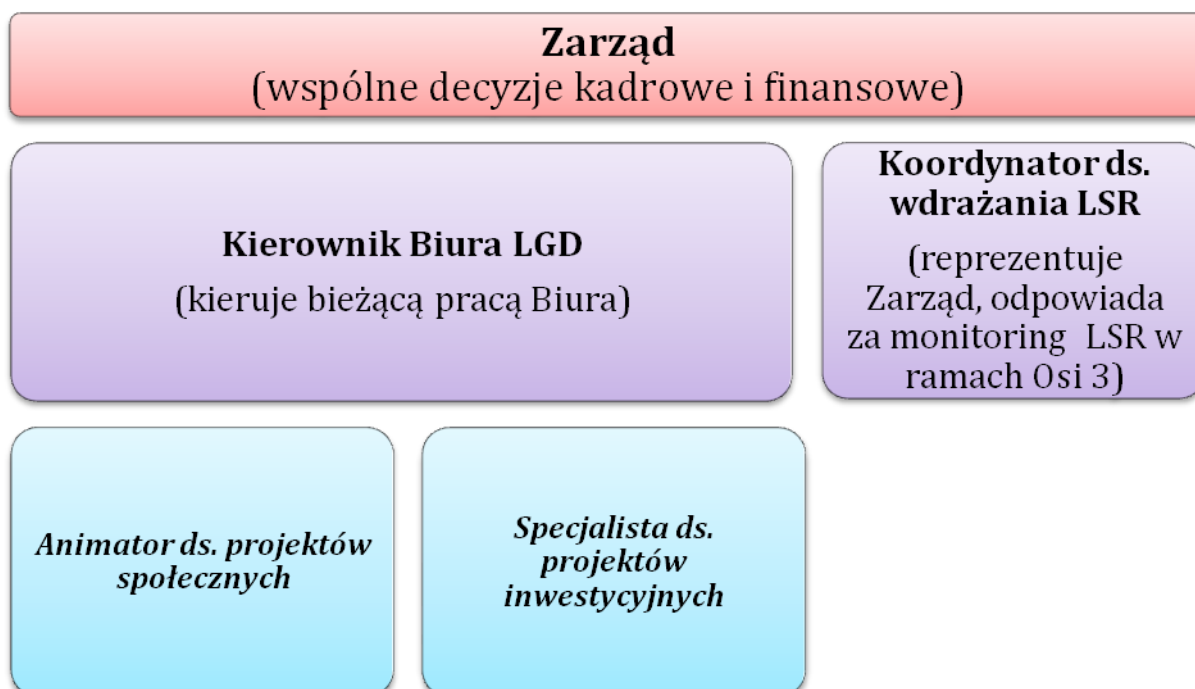 Zarząd
(wspólne decyzje kadrowe i finansowe)
Kierownik Biura LGD
(kieruje bieżącą pracą Biura)
Koordynator ds.
wdrażania LSR
(reprezentuje
Zarząd, odpowiada
za monitoring LSR w
ramach Osi 3)
Animator ds. projektów
społecznych
Specjalista ds.
projektów
inwestycyjnych